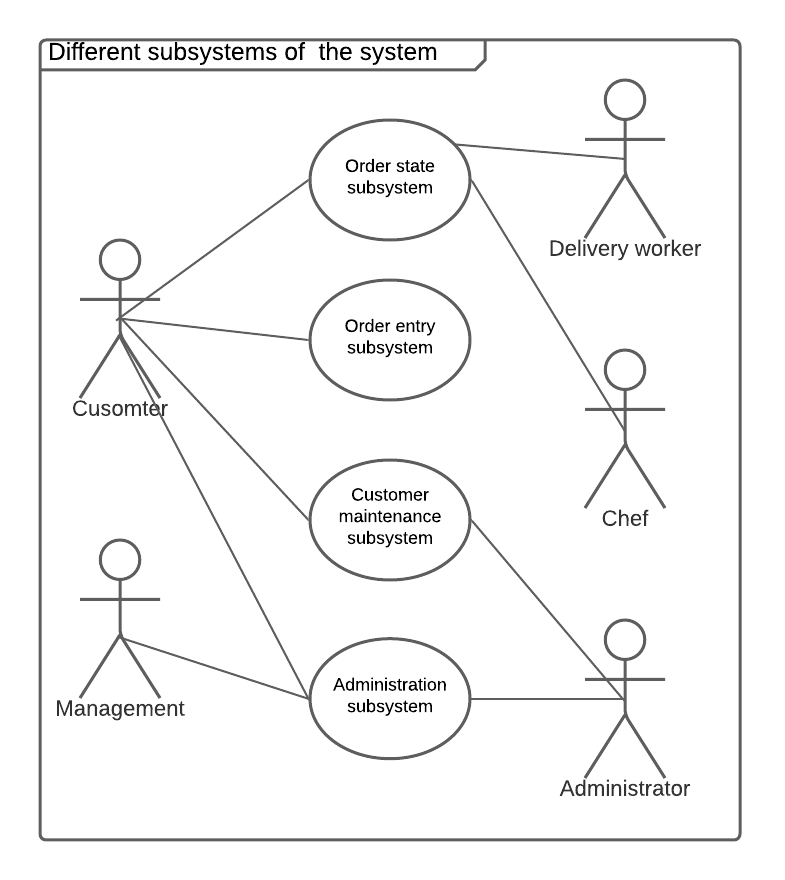 Different subsystems of  the system
Order state
subsystem
Delivery worker
Order entry
subsystem
Cusomter
Customer
maintenance
subsystem
Chef
Administration
subsystem
Management
Administrator